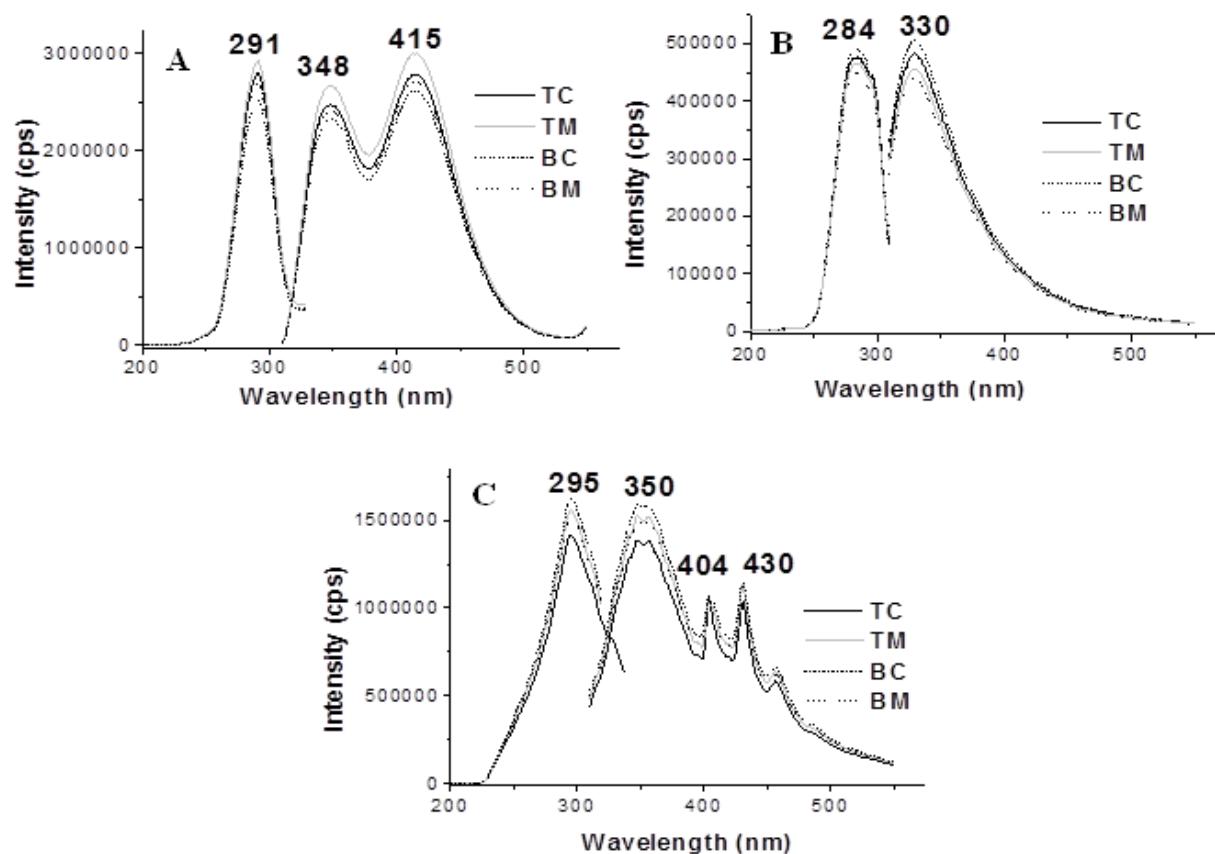 A
291
348
415
TC
TM
BC
BM
Intensity (cps)
3000000
2000000
1000000
0
200
300
400
500
Wavelength (nm)
B
284
330
TC
TM
BC
BM
Intensity (cps)
500000
400000
300000
200000
100000
0
200
300
400
500
Wavelength (nm)
C
295
350
404
430
TC
TM
BC
BM
Intensity (cps)
1500000
1000000
500000
0
200
300
400
500
Wavelength (nm)